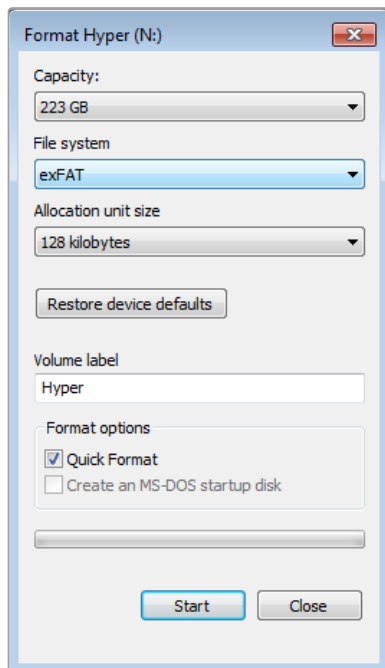 Format Hyper (N:)
Capacity:
223 GB
File system
exFAT
Allocation unit size
128 kilobytes
Restore device defaults
Volume label
Hyper
Format options
Quick Format
Create an MS-DOS startup disk
Start
Close